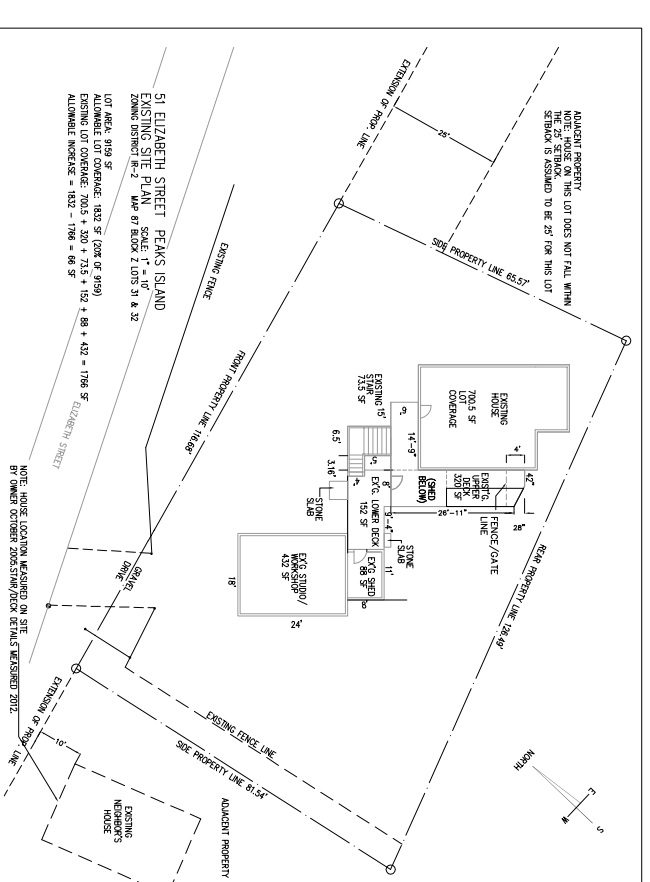 ADJACENT PROPERTY
NOTE: HOUSE ON THIS LOT DOES NOT FALL WITHIN
THE 25' SETBACK.
SETBACK IS ASSUMED TO BE 25' FOR THIS LOT
EXTENSION OF PROP. LINE
25'
SIDE PROPERTY LINE 65.57'
51 ELIZABETH STREET PEAKS ISLAND
EXISTING SITE PLAN SCALE: 1" = 10'
ZONING DISTRICT IR-2 MAP 87 BLOCK Z LOTS 31 & 32
LOT AREA: 9159 SF
ALLOWABLE LOT COVERAGE: 1832 SF (20% OF 9159)
EXISTING LOT COVERAGE: 700.5 + 320 + 73.5 + 152 + 88 + 432 = 1766 SF
ALLOWABLE INCREASE = 1832 - 1766 = 66 SF
EXISTING FENCE
FRONT PROPERTY LINE 116.68'
ELIZABETH STREET
EXISTING
HOUSE
700.5 SF
LOT
COVERAGE
EXISTING
STAIR
73.5 SF
15'
6'
14'-9"
6.5'
3.16'
5'
4'
8'
EX'G. LOWER DECK
152 SF
9'-4"
STONE
SLAB
STONE
SLAB
(SHED
BELOW)
EXIST'G.
UPPER
DECK
320 SF
4'
42"
28"
26'-11"
FENCE/GATE
LINE
REAR PROPERTY LINE 126.49'
EX'G SHED
88 SF
11'
8'
EX'G STUDIO/
WORKSHOP
432 SF
18'
24'
GRAVEL
DRIVE
NOTE: HOUSE LOCATION MEASURED ON SITE
BY OWNER OCTOBER 2005.STAIR/DECK DETAILS MEASURED 2012.
EXISTING FENCE LINE
SIDE PROPERTY LINE 81.54'
EXTENSION OF PROP. LINE
10'
EXISTING
NEIGHBOR'S
HOUSE
ADJACENT PROPERTY
NORTH
E
S
W